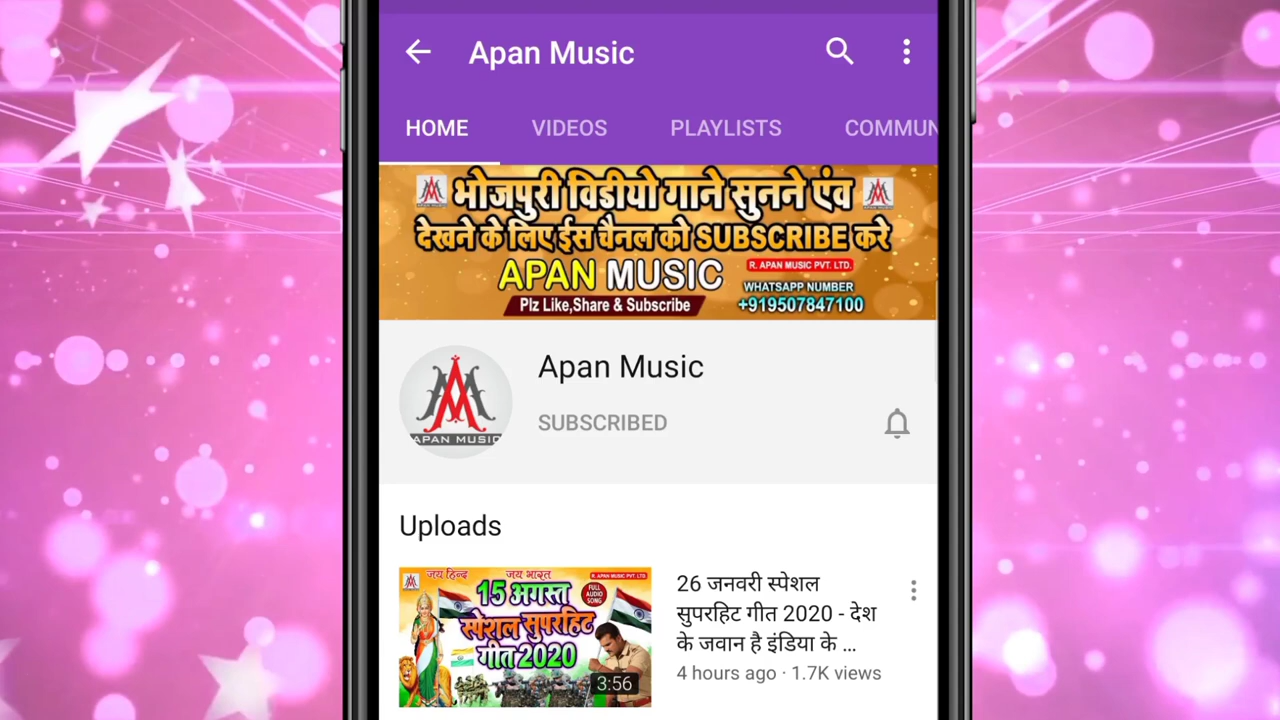 Apan Music
HOME VIDEOS PLAYLISTS COMMUN
भोजपुरी विडीयो गाने सुनने एंव
देखने के लिए ईस चैनल को SUBSCRIBE करे
APAN MUSIC
R. APAN MUSIC PVT. LTD.
WHATSAPP NUMBER
+919507847100
Plz Like,Share & Subscribe
Apan Music
SUBSCRIBED
APAN MUSIC
Uploads
जय हिन्द जय भारत
R. APAN MUSIC PVT. LTD
15 अगस्त
FULL
AUDIO
SONG
स्पेशल सुपरहिट
गीत 2020
3:56
26 जनवरी स्पेशल
सुपरहिट गीत 2020 - देश
के जवान है इंडिया के ...
4 hours ago · 1.7K views